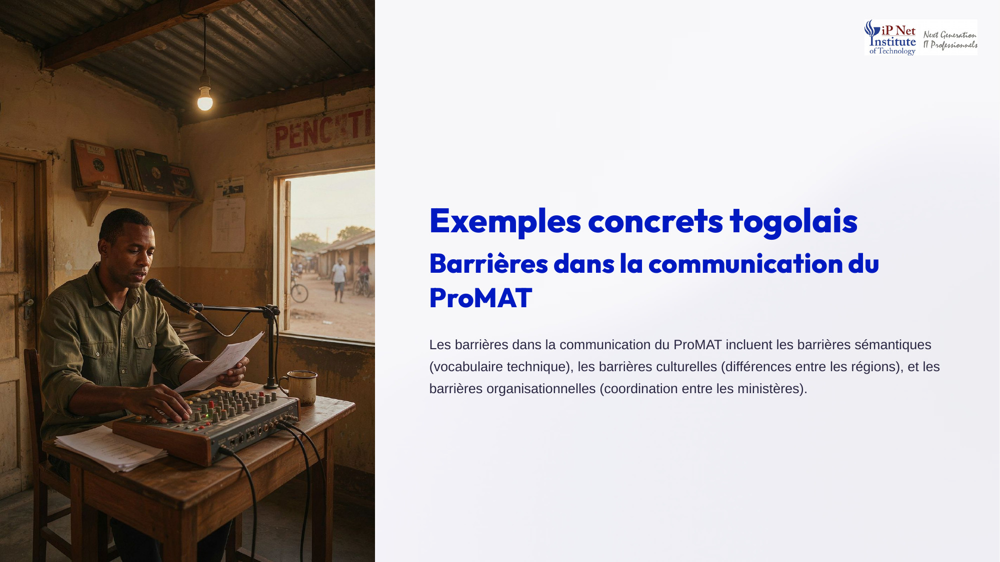 iP Net
Institute
of Technology
Next Generation
IT Professionnels
PENC'ITI
Exemples concrets togolais
Barrières dans la communication du
ProMAT
Les barrières dans la communication du ProMAT incluent les barrières sémantiques
(vocabulaire technique), les barrières culturelles (différences entre les régions), et les
barrières organisationnelles (coordination entre les ministères).